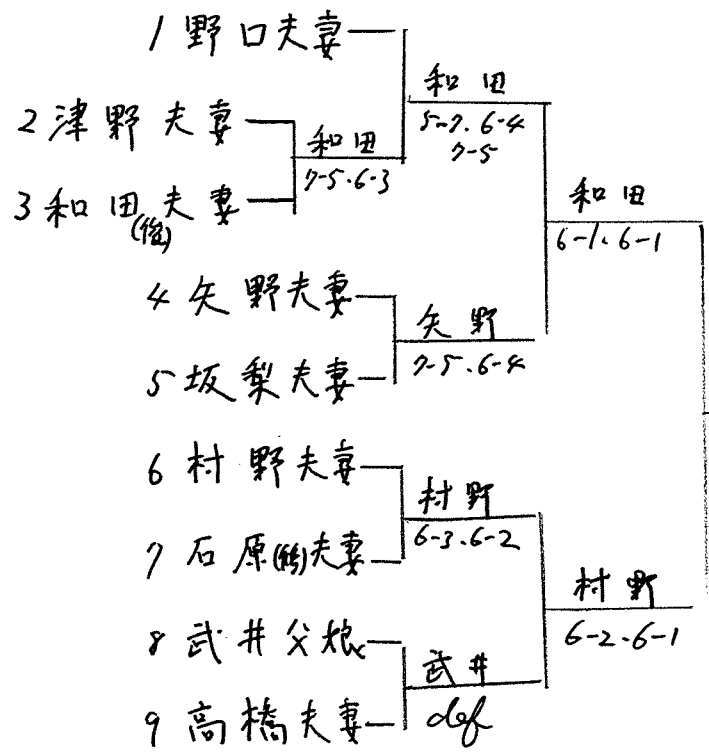 1 野口夫妻
和田
2 津野夫妻
5-7. 6-4
和田
7-5
7-5. 6-3
3 和田夫妻
和田
6-1. 6-1
4 矢野夫妻
矢野
7-5. 6-4
5 坂梨夫妻
6 村野夫妻
村野
6-3. 6-2
7 石原夫妻
村野
6-2. 6-1
8 武井父娘
武井
def
9 高橋夫妻